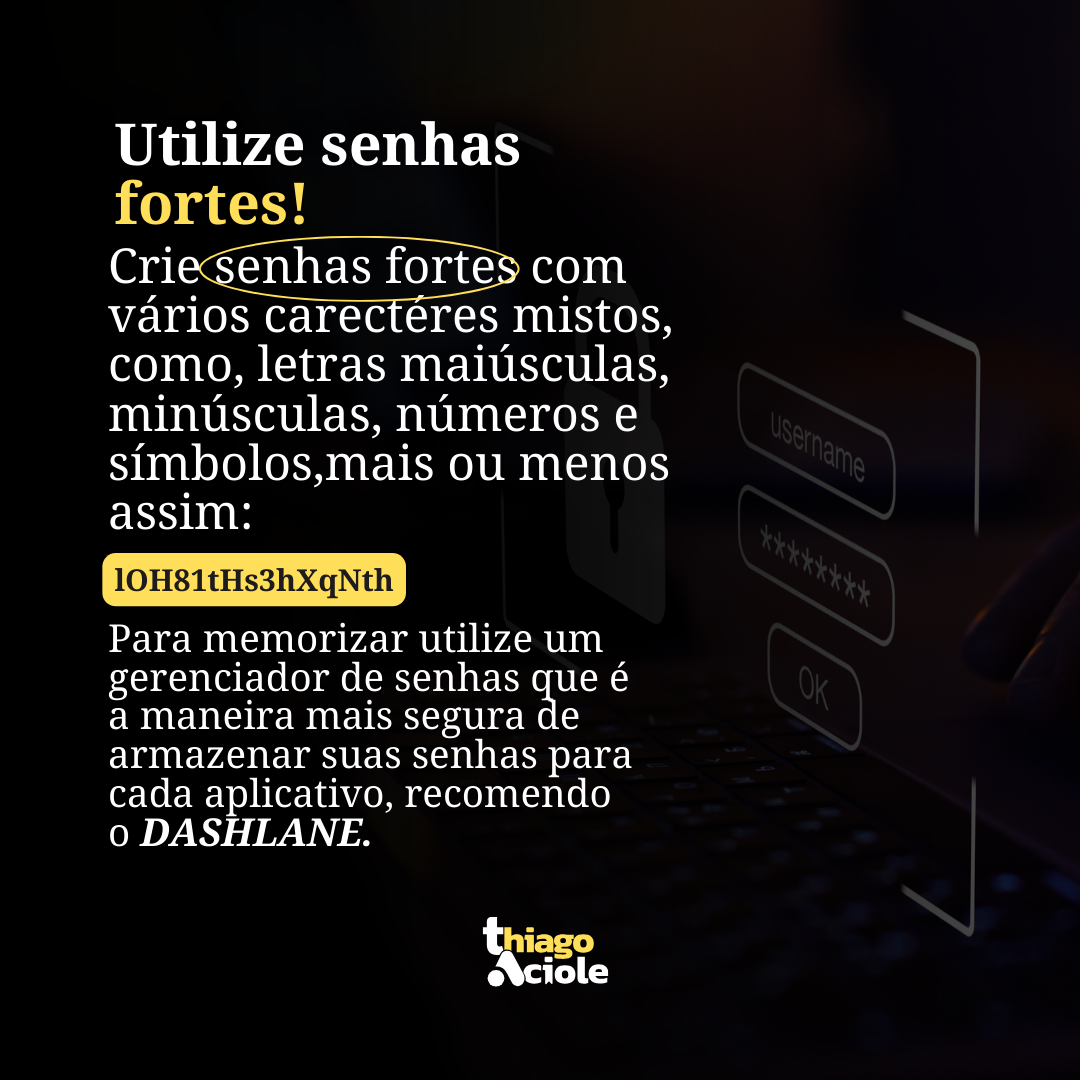 Utilize senhas
fortes!
Crie senhas fortes com
vários carectéres mistos,
como, letras maiúsculas,
minúsculas, números e
símbolos,mais ou menos
assim:
lOH81tHs3hXqNth
Para memorizar utilize um
gerenciador de senhas que é
a maneira mais segura de
armazenar suas senhas para
cada aplicativo, recomendo
o DASHLANE.
username
********
OK
thiago
Aciole